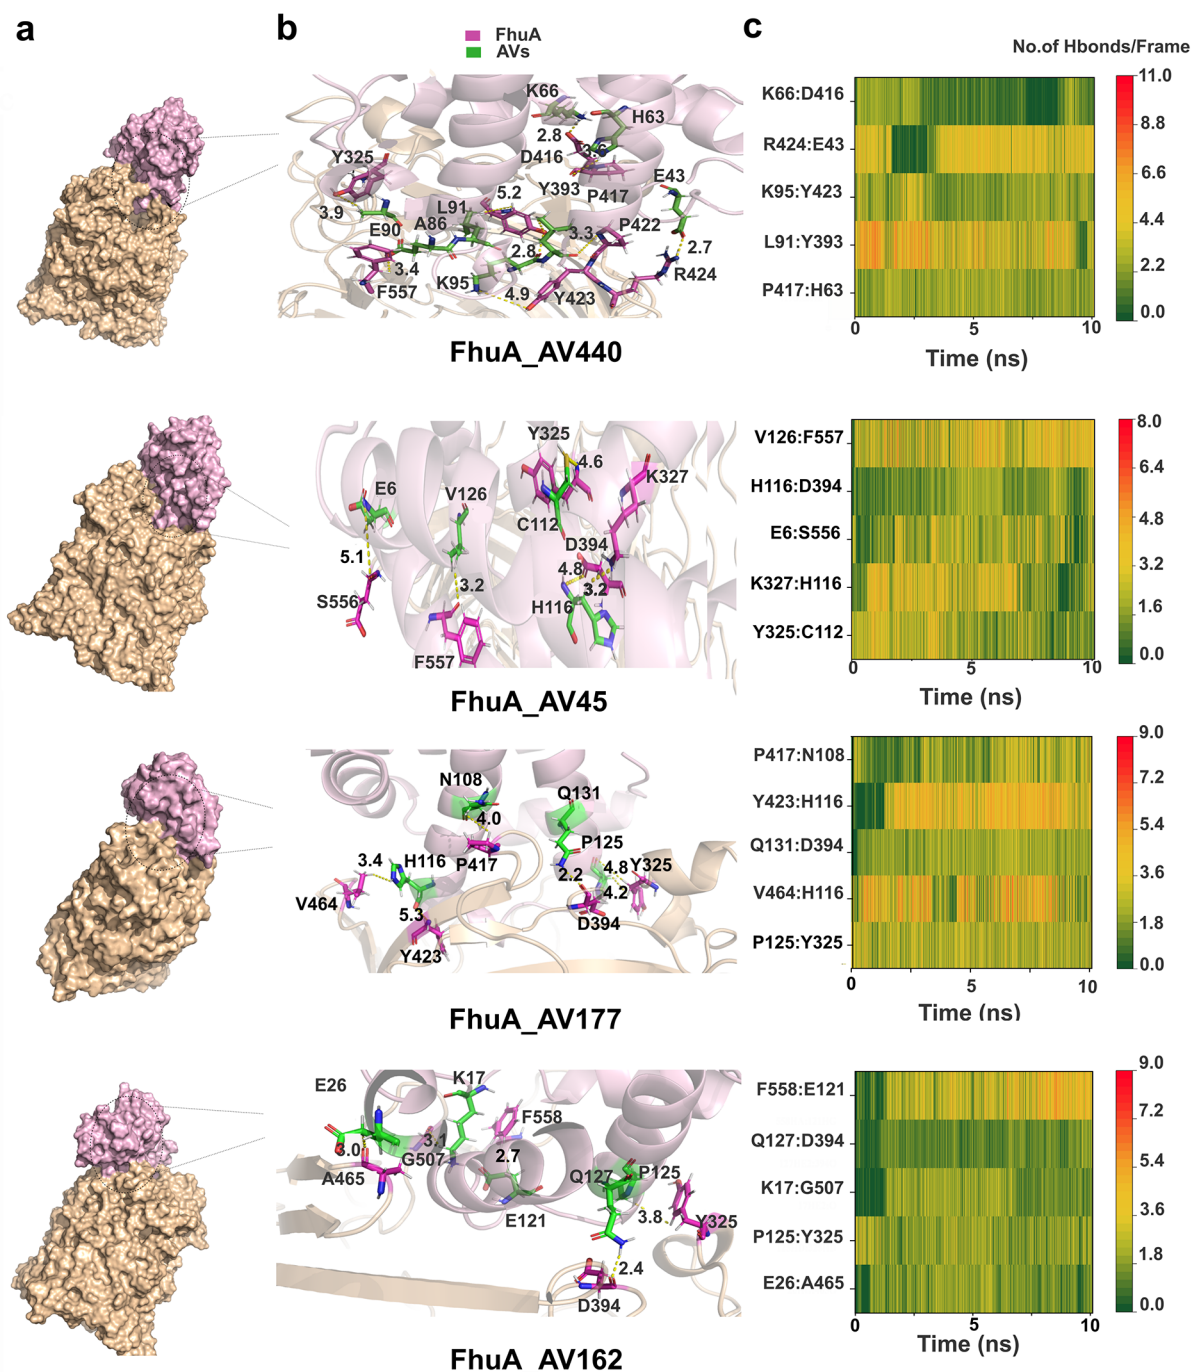 a
b
c
FhuA
AVs
No.of Hbonds/Frame
K66
H63
2.8
D416
Y325
Y393
P417
E43
5.2
3.9
L91
A86
E90
P422
3.3
2.8
2.7
3.4
K95
R424
F557
4.9
Y423
FhuA_AV440
K66:D416
R424:E43
K95:Y423
L91:Y393
P417:H63
0
5
10
Time (ns)
11.0
8.8
6.6
4.4
2.2
0.0
Y325
4.6
K327
E6
V126
C112
D394
5.1
4.8
3.2
3.2
S556
H116
F557
FhuA_AV45
V126:F557
H116:D394
E6:S556
K327:H116
Y325:C112
0
5
10
Time (ns)
8.0
6.4
4.8
3.2
1.6
0.0
N108
Q131
4.0
P125
3.4
H116
P417
4.8
Y325
2.2
4.2
V464
5.3
D394
Y423
FhuA_AV177
P417:N108
Y423:H116
Q131:D394
V464:H116
P125:Y325
0
5
10
Time (ns)
9.0
7.2
5.4
3.6
1.8
0.0
K17
E26
F558
3.1
3.0
G507
2.7
A465
Q127
P125
E121
3.8
Y325
2.4
D394
FhuA_AV162
F558:E121
Q127:D394
K17:G507
P125:Y325
E26:A465
0
5
10
Time (ns)
9.0
7.2
5.4
3.6
1.8
0.0